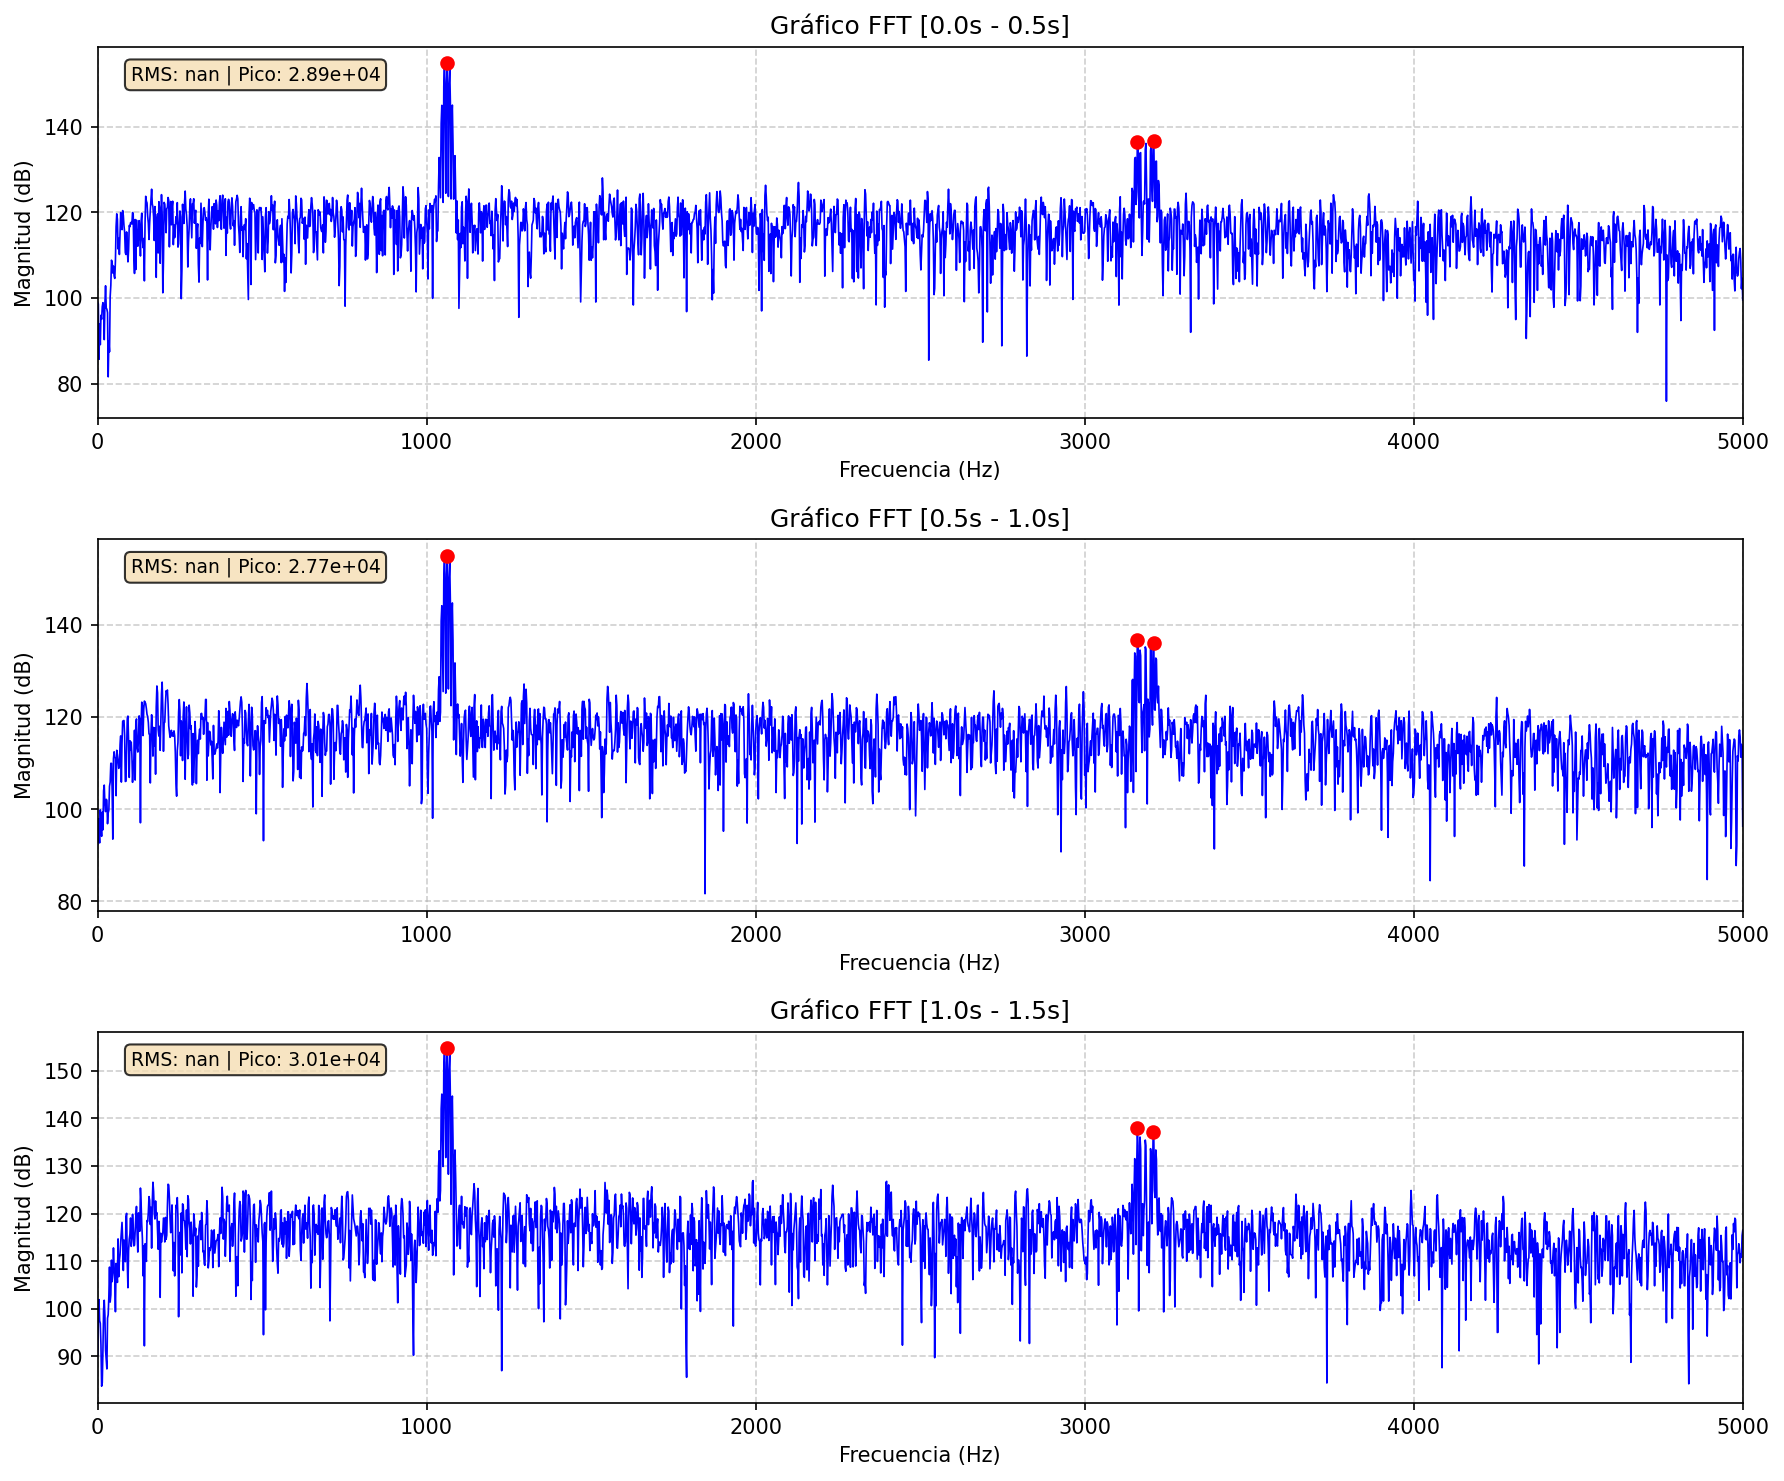 Gráfico FFT [0.0s - 0.5s]
RMS: nan | Pico: 2.89e+04
Magnitud (dB)
140
120
100
80
0 1000 2000 3000 4000 5000
Frecuencia (Hz)
Gráfico FFT [0.5s - 1.0s]
RMS: nan | Pico: 2.77e+04
Magnitud (dB)
140
120
100
80
0 1000 2000 3000 4000 5000
Frecuencia (Hz)
Gráfico FFT [1.0s - 1.5s]
RMS: nan | Pico: 3.01e+04
Magnitud (dB)
150
140
130
120
110
100
90
0 1000 2000 3000 4000 5000
Frecuencia (Hz)